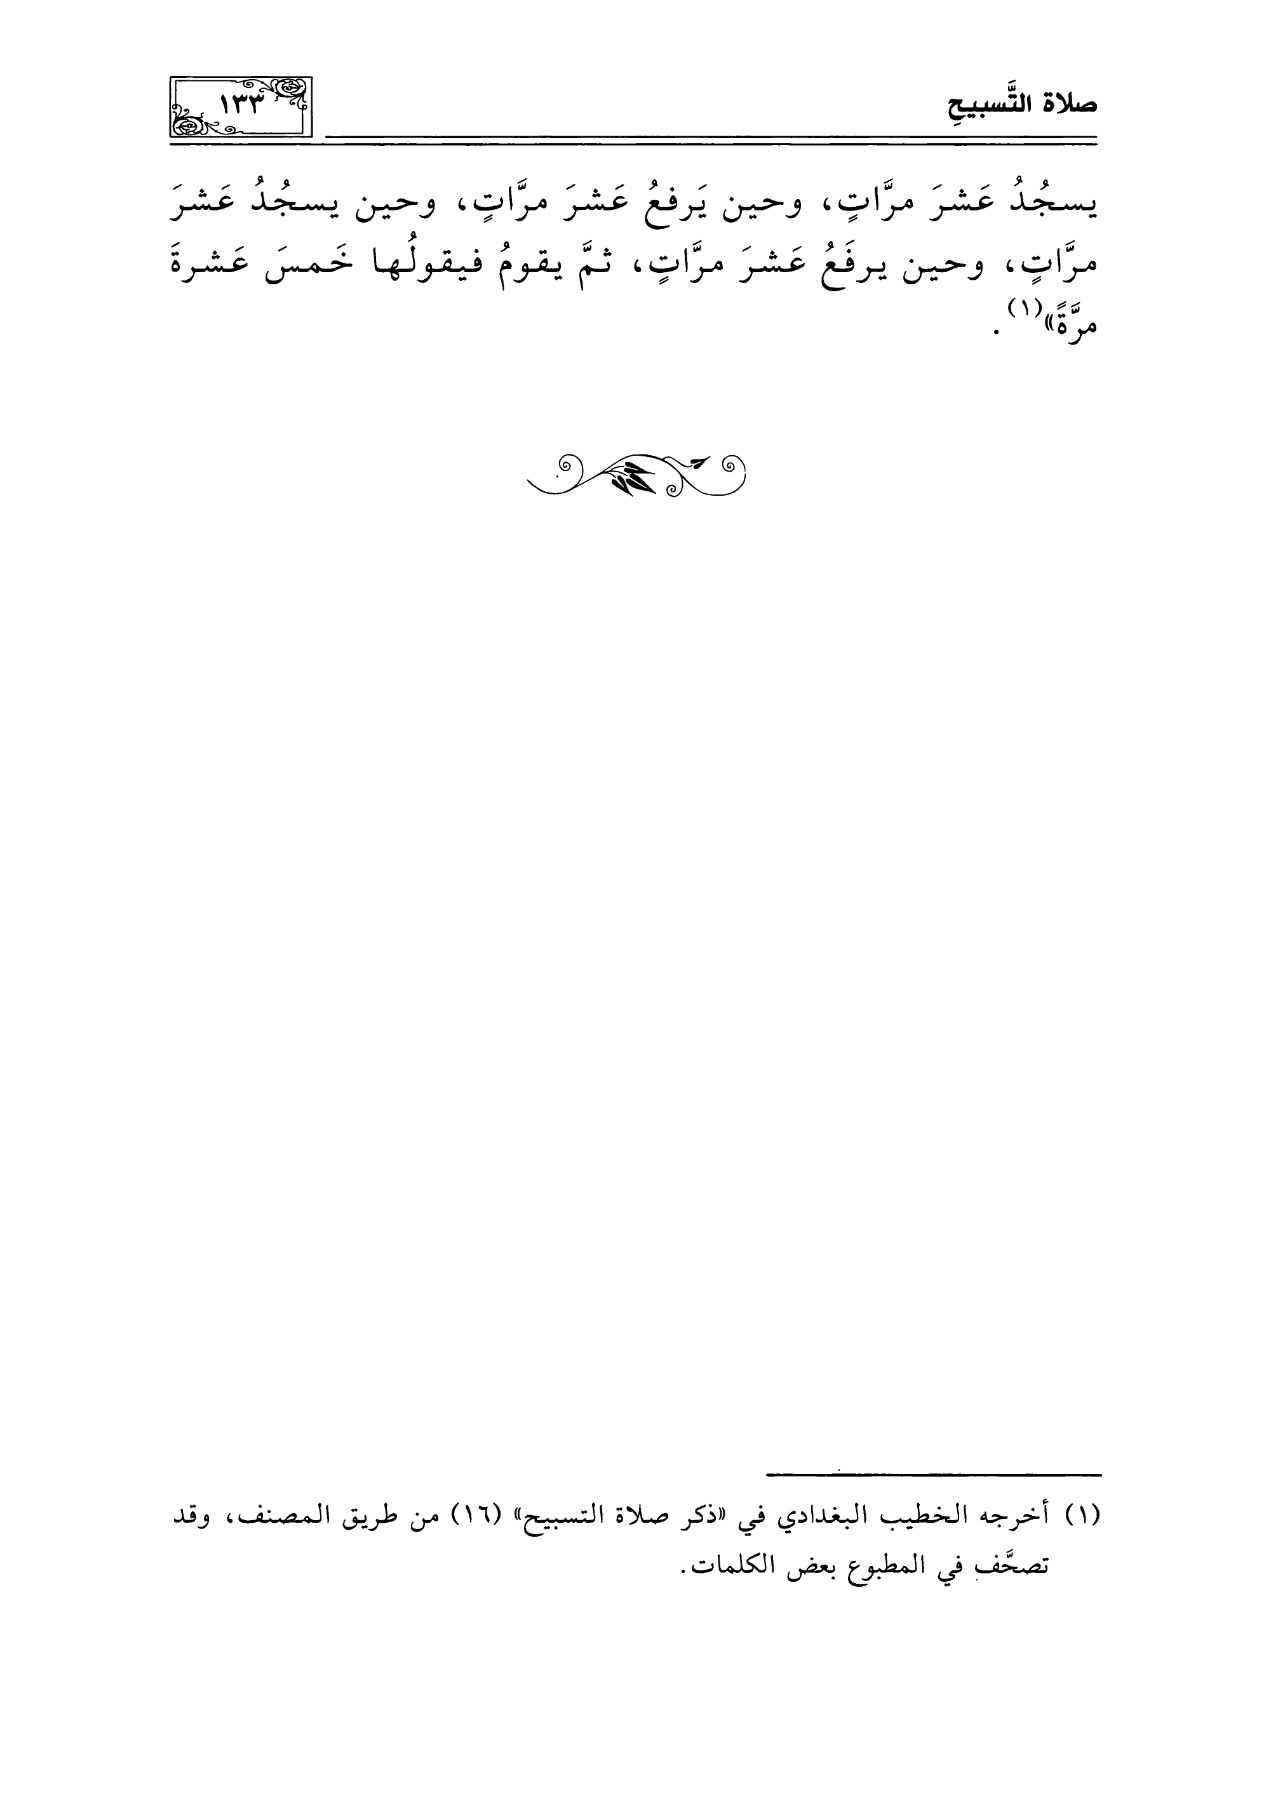 صلاة التَّسبيحِ
١٣٣
يسجُدُ عَشرَ مرَّاتٍ، وحين يَرفعُ عَشرَ مرَّاتٍ، وحين يسجُدُ عَشرَ
مرَّاتٍ، وحين يرفَعُ عَشرَ مرَّاتٍ، ثمَّ يقومُ فيقولُها خَمسَ عَشرةَ
مرَّةً»(١).
(١) أخرجه الخطيب البغدادي في «ذكر صلاة التسبيح» (١٦) من طريق المصنف، وقد
تصحَّف في المطبوع بعض الكلمات.